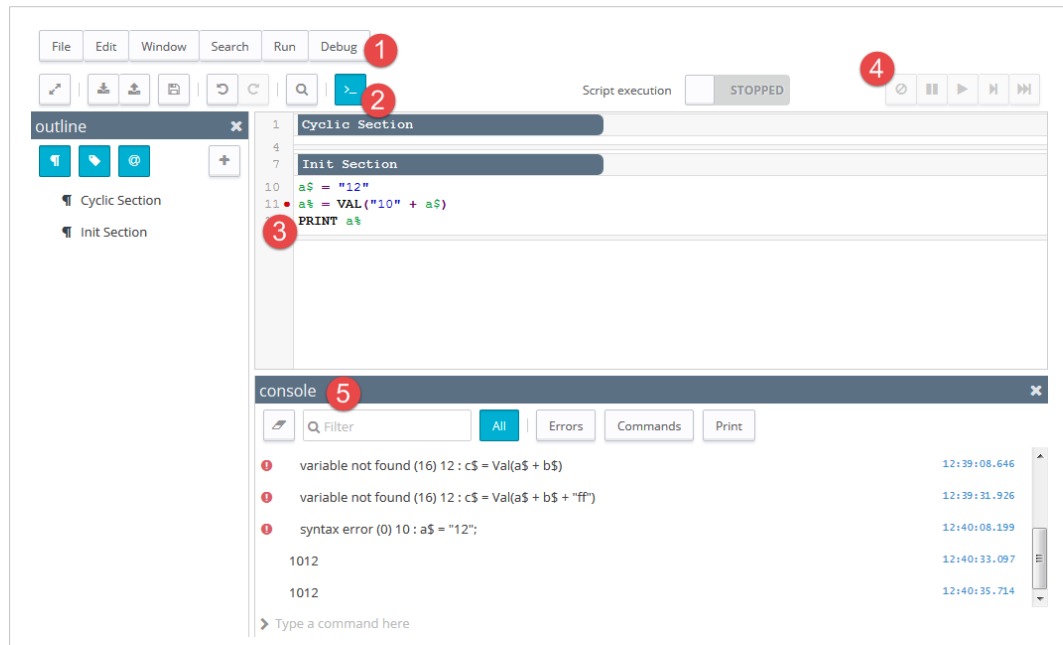 File Edit Window Search Run Debug 1
2 Script execution STOPPED 4
outline
Cyclic Section
Init Section
1 Cyclic Section
4
7 Init Section
10 a$ = "12"
11 a% = VAL("10" + a$)
3 PRINT a%
console 5
Filter All Errors Commands Print
variable not found (16) 12 : c$ = Val(a$ + b$) 12:39:08.646
variable not found (16) 12 : c$ = Val(a$ + b$ + "ff") 12:39:31.926
syntax error (0) 10 : a$ = "12"; 12:40:08.199
1012 12:40:33.097
1012 12:40:35.714
Type a command here